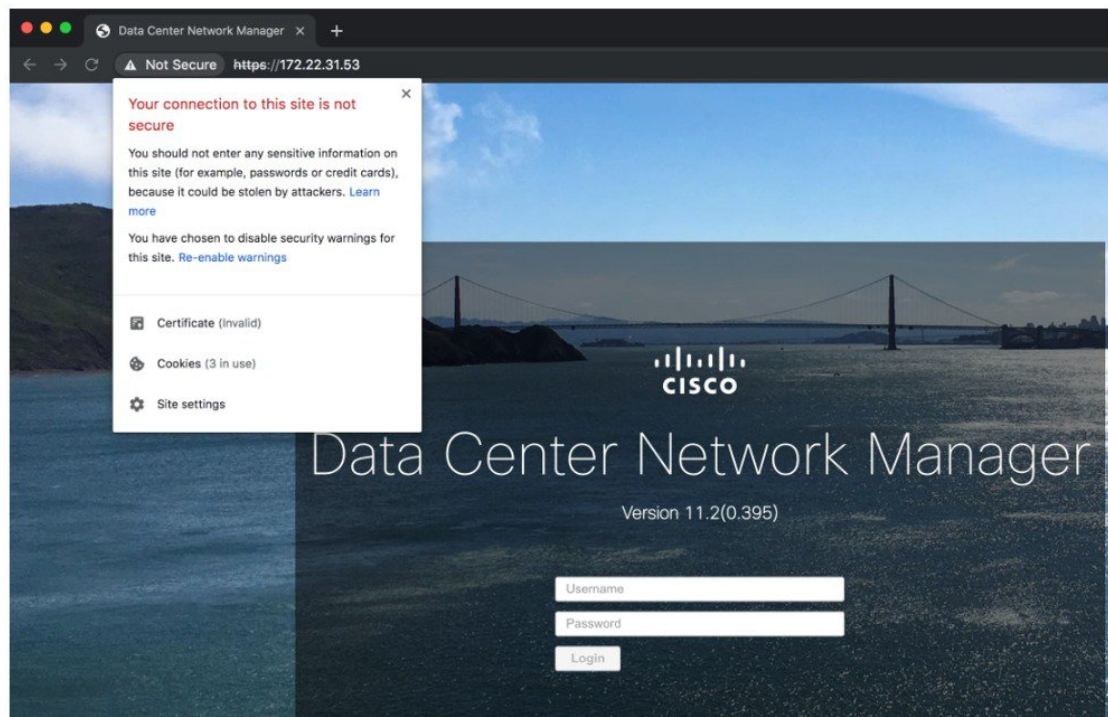 Data Center Network Manager
Not Secure https://172.22.31.53
Your connection to this site is not
secure
You should not enter any sensitive information on
this site (for example, passwords or credit cards),
because it could be stolen by attackers. Learn
more
You have chosen to disable security warnings for
this site. Re-enable warnings
Certificate (Invalid)
Cookies (3 in use)
Site settings
CISCO
Data Center Network Manager
Version 11.2(0.395)
Username
Password
Login